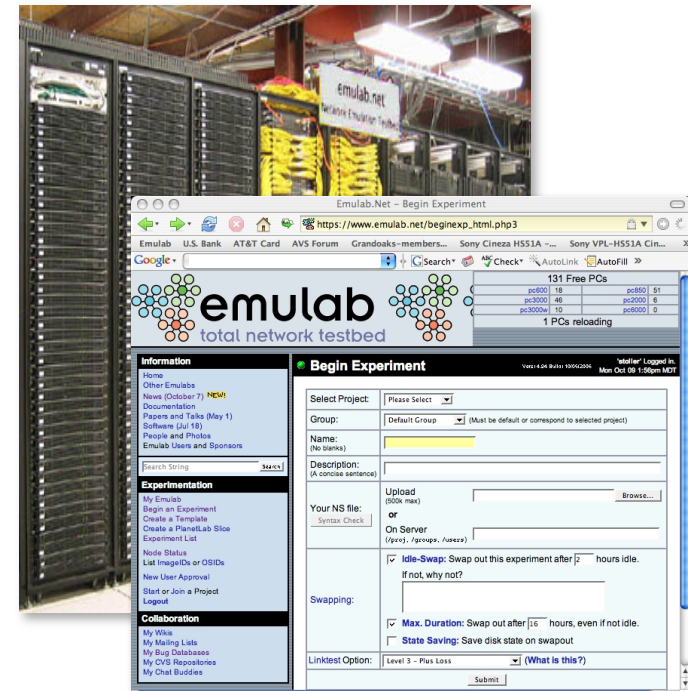 emulab.net
Network Emulation Testbed
Emulab.Net – Begin Experiment
https://www.emulab.net/beginexp_html.php3
Emulab U.S. Bank AT&T Card AVS Forum Grandoaks-members... Sony Cineza HS51A -... Sony VPL-HS51A Cin...
Google
Search
Check
AutoLink
AutoFill
emulab
total network testbed
131 Free PCs
pc600 18 pc850 51
pc3000 46 pc2000 6
pc3000w 10 pc6000 0
1 PCs reloading
Information
Home
Other Emulabs
News (October 7) NEW!
Documentation
Papers and Talks (May 1)
Software (Jul 18)
People and Photos
Emulab Users and Sponsors
Search String Search
Experimentation
My Emulab
Begin an Experiment
Create a Template
Create a PlanetLab Slice
Experiment List
Node Status
List ImageIDs or OSIDs
New User Approval
Start or Join a Project
Logout
Collaboration
My Wikis
My Mailing Lists
My Bug Databases
My CVS Repositories
My Chat Buddies
Begin Experiment
Vers: 4.24 Build: 10/09/2006
'stoller' Logged in.
Mon Oct 09 1:56pm MDT
Select Project: Please Select
Group: Default Group (Must be default or correspond to selected project)
Name:
(No blanks)
Description:
(A concise sentence)
Your NS file:
Syntax Check
Upload
(500k max)
Browse...
or
On Server
(/proj, /groups, /users)
Swapping:
Idle-Swap: Swap out this experiment after 2 hours idle.
If not, why not?
Max. Duration: Swap out after 16 hours, even if not idle.
State Saving: Save disk state on swapout
Linktest Option: Level 3 - Plus Loss (What is this?)
Submit